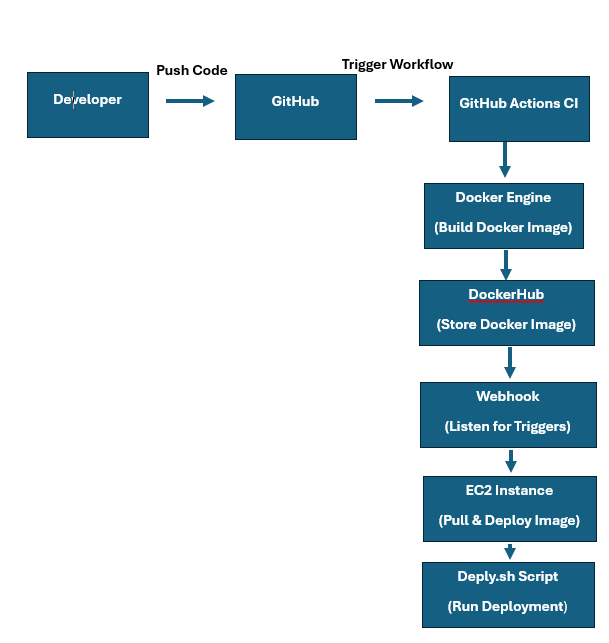 Push Code
Trigger Workflow
Developer
GitHub
GitHub Actions CI
Docker Engine
(Build Docker Image)
DockerHub
(Store Docker Image)
Webhook
(Listen for Triggers)
EC2 Instance
(Pull & Deploy Image)
Deply.sh Script
(Run Deployment)